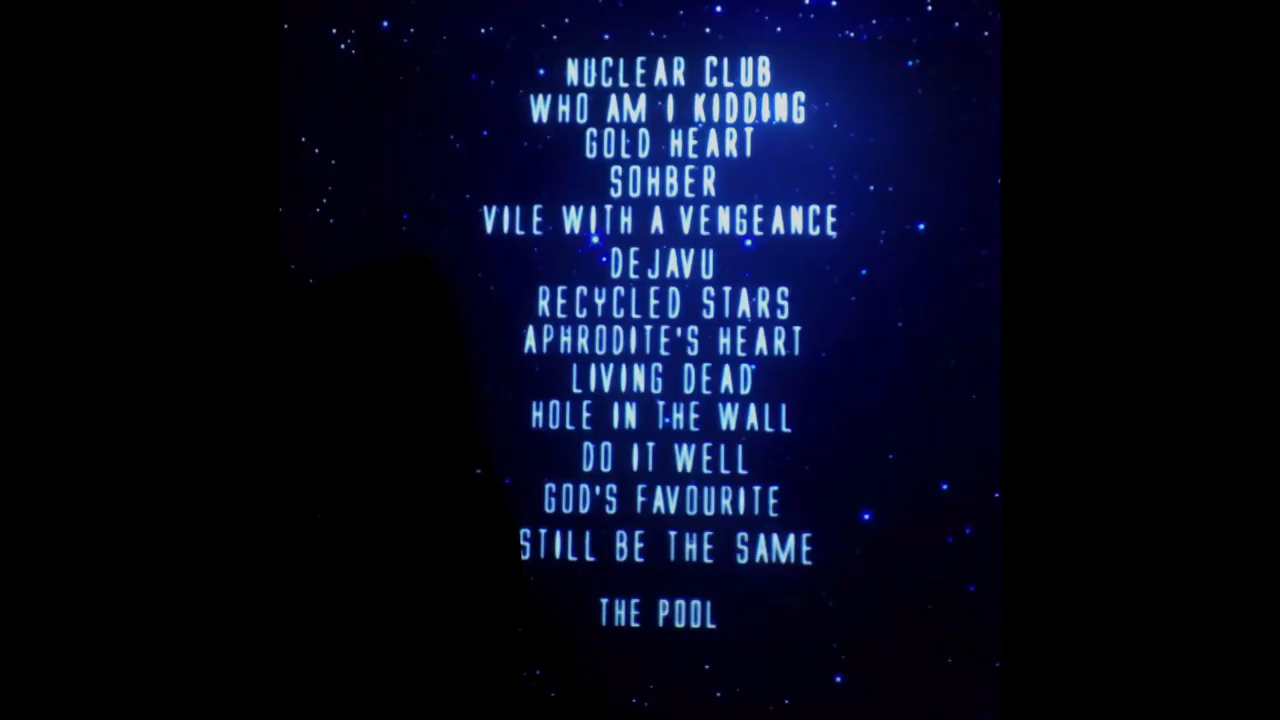 NUCLEAR CLUB
WHO AM I KIDDING
GOLD HEART
SOHBER
VILE WITH A VENGEANCE
DEJAVU
RECYCLED STARS
APHRODITE'S HEART
LIVING DEAD
HOLE IN THE WALL
DO IT WELL
GOD'S FAVOURITE
STILL BE THE SAME
THE POOL